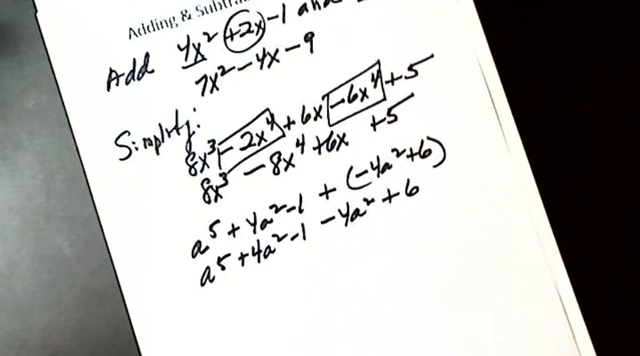 Adding & Subtra
Add 4x² +2x -1 and
7x² - 4x - 9
Simplify:
8x³ - 2x⁴ + 6x - 6x⁴ + 5
8x³ - 8x⁴ + 6x + 5
a⁵ + 4a² - 1 + (-4a² + 6)
a⁵ + 4a² - 1 - 4a² + 6